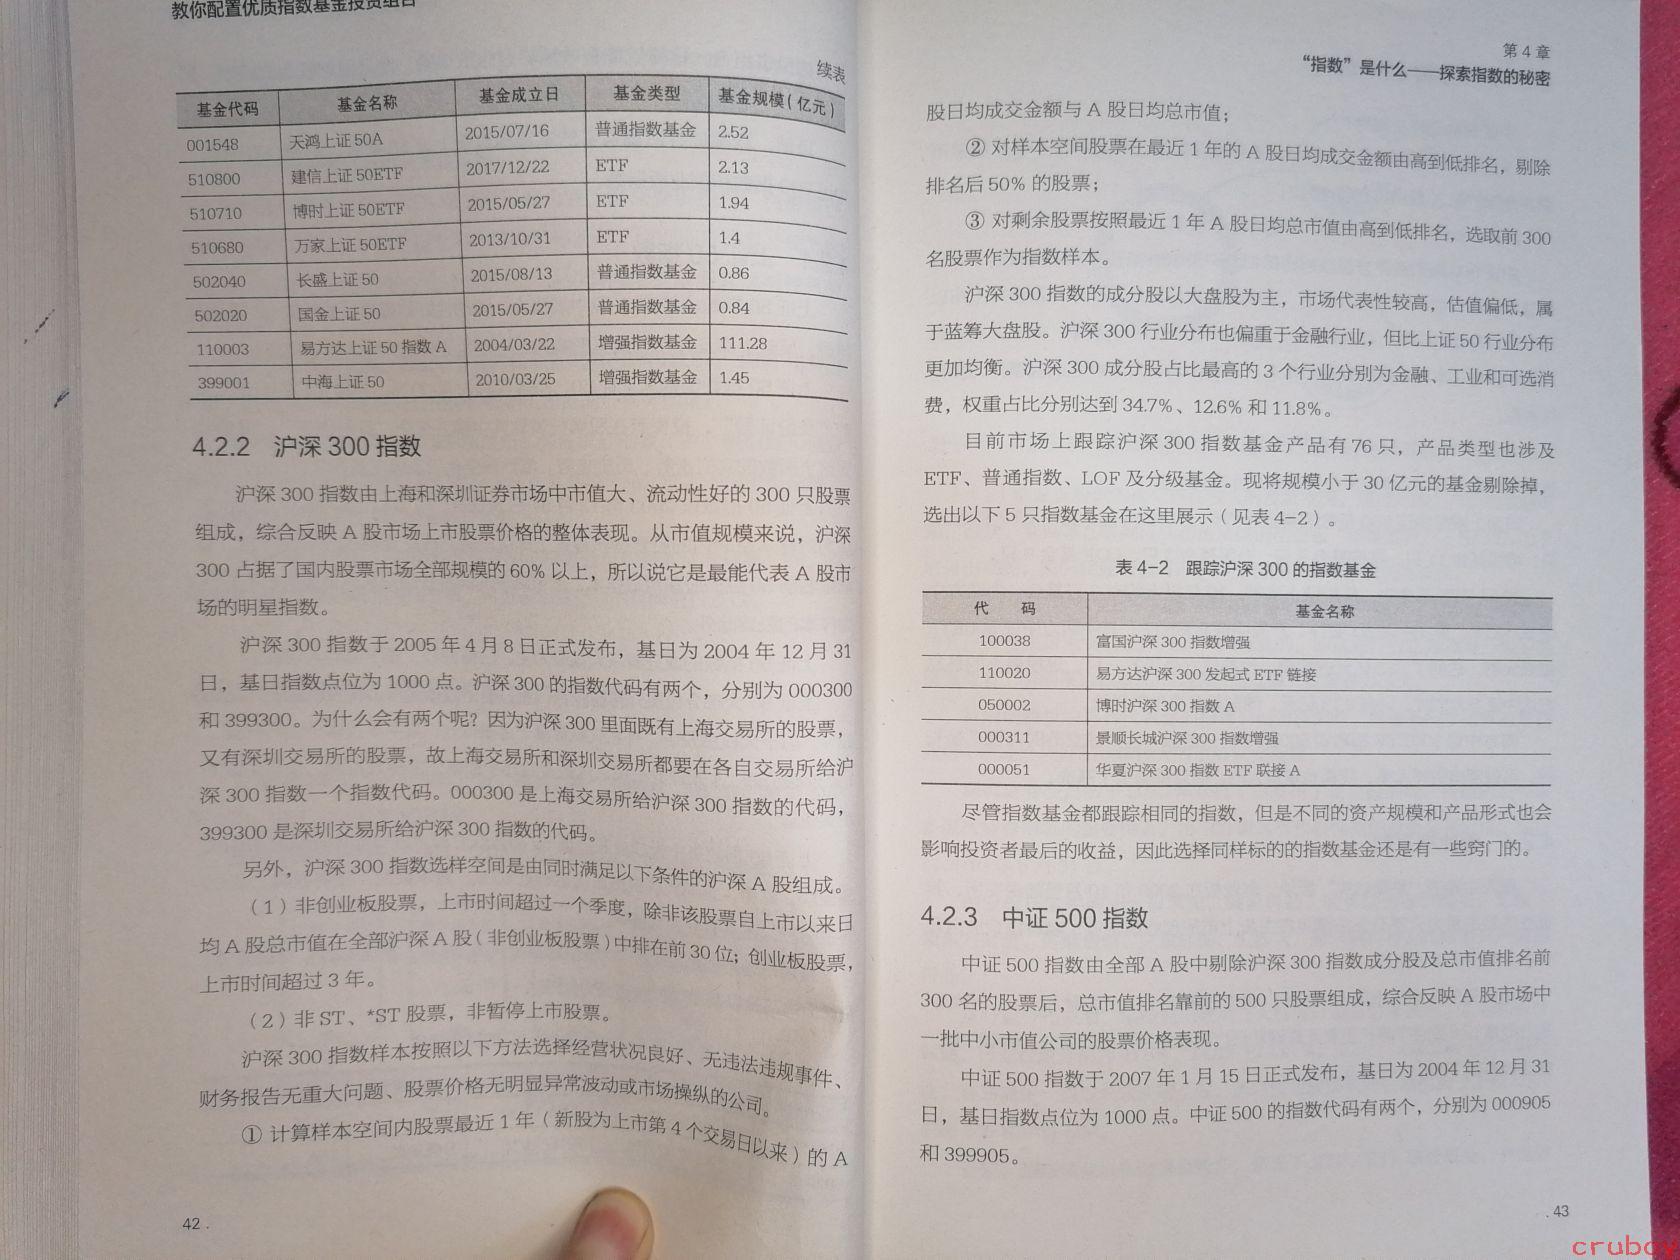 教你配置优质指数基金投资组合
续表
基金代码 基金名称 基金成立日 基金类型 基金规模（亿元）
001548 天鸿上证50A 2015/07/16 普通指数基金 2.52
510800 建信上证50ETF 2017/12/22 ETF 2.13
510710 博时上证50ETF 2015/05/27 ETF 1.94
510680 万家上证50ETF 2013/10/31 ETF 1.4
502040 长盛上证50 2015/08/13 普通指数基金 0.86
502020 国金上证50 2015/05/27 普通指数基金 0.84
110003 易方达上证50指数A 2004/03/22 增强指数基金 111.28
399001 中海上证50 2010/03/25 增强指数基金 1.45
4.2.2 沪深300指数
沪深300指数由上海和深圳证券市场中市值大、流动性好的300只股票
组成，综合反映A股市场上市股票价格的整体表现。从市值规模来说，沪深
300占据了国内股票市场全部规模的60%以上，所以说它是最能代表A股市
场的明星指数。
沪深300指数于2005年4月8日正式发布，基日为2004年12月31
日，基日指数点位为1000点。沪深300的指数代码有两个，分别为000300
和399300。为什么会有两个呢？因为沪深300里面既有上海交易所的股票，
又有深圳交易所的股票，故上海交易所和深圳交易所都要在各自交易所给沪
深300指数一个指数代码。000300是上海交易所给沪深300指数的代码，
399300是深圳交易所给沪深300指数的代码。
另外，沪深300指数选样空间是由同时满足以下条件的沪深A股组成。
（1）非创业板股票，上市时间超过一个季度，除非该股票自上市以来日
均A股总市值在全部沪深A股（非创业板股票）中排在前30位；创业板股票，
上市时间超过3年。
（2）非ST、*ST股票，非暂停上市股票。
沪深300指数样本按照以下方法选择经营状况良好、无违法违规事件、
财务报告无重大问题、股票价格无明显异常波动或市场操纵的公司。
① 计算样本空间内股票最近1年（新股为上市第4个交易日以来）的A
42 .
第4章
“指数”是什么——探索指数的秘密
股日均成交金额与A股日均总市值；
② 对样本空间股票在最近1年的A股日均成交金额由高到低排名，剔除
排名后50%的股票；
③ 对剩余股票按照最近1年A股日均总市值由高到低排名，选取前300
名股票作为指数样本。
沪深300指数的成分股以大盘股为主，市场代表性较高，估值偏低，属
于蓝筹大盘股。沪深300行业分布也偏重于金融行业，但比上证50行业分布
更加均衡。沪深300成分股占比最高的3个行业分别为金融、工业和可选消
费，权重占比分别达到34.7%、12.6%和11.8%。
目前市场上跟踪沪深300指数基金产品有76只，产品类型也涉及
ETF、普通指数、LOF及分级基金。现将规模小于30亿元的基金剔除掉，
选出以下5只指数基金在这里展示（见表4-2）。
表4-2 跟踪沪深300的指数基金
代 码 基金名称
100038 富国沪深300指数增强
110020 易方达沪深300发起式ETF链接
050002 博时沪深300指数A
000311 景顺长城沪深300指数增强
000051 华夏沪深300指数ETF联接A
尽管指数基金都跟踪相同的指数，但是不同的资产规模和产品形式也会
影响投资者最后的收益，因此选择同样标的的指数基金还是有一些窍门的。
4.2.3 中证500指数
中证500指数由全部A股中剔除沪深300指数成分股及总市值排名前
300名的股票后，总市值排名靠前的500只股票组成，综合反映A股市场中
一批中小市值公司的股票价格表现。
中证500指数于2007年1月15日正式发布，基日为2004年12月31
日，基日指数点位为1000点。中证500的指数代码有两个，分别为000905
和399905。
. 43